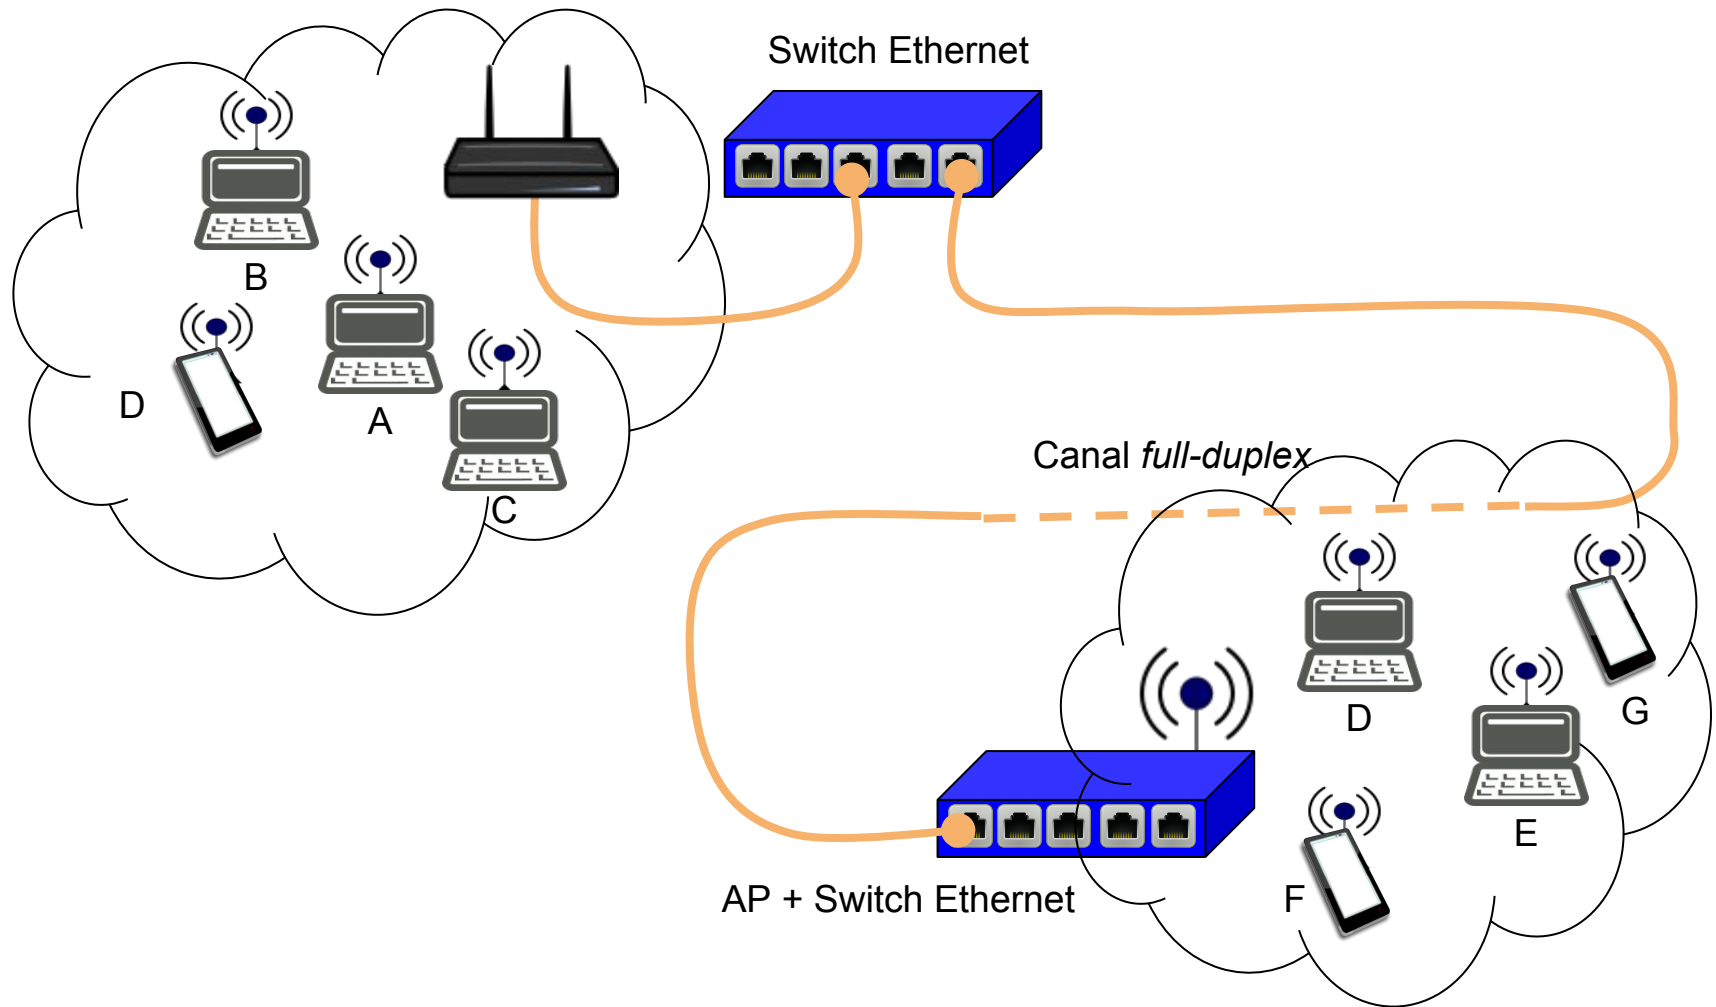 Switch Ethernet
B
D
A
C
Canal full-duplex
D
G
E
F
AP + Switch Ethernet